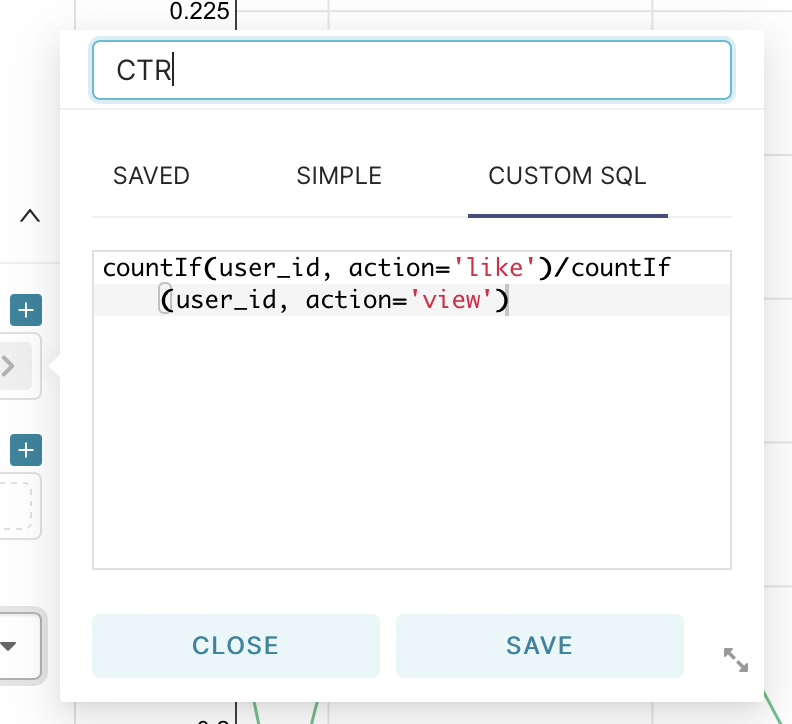 0.225
CTR
SAVED SIMPLE CUSTOM SQL
countIf(user_id, action='like')/countIf
(user_id, action='view')
CLOSE SAVE